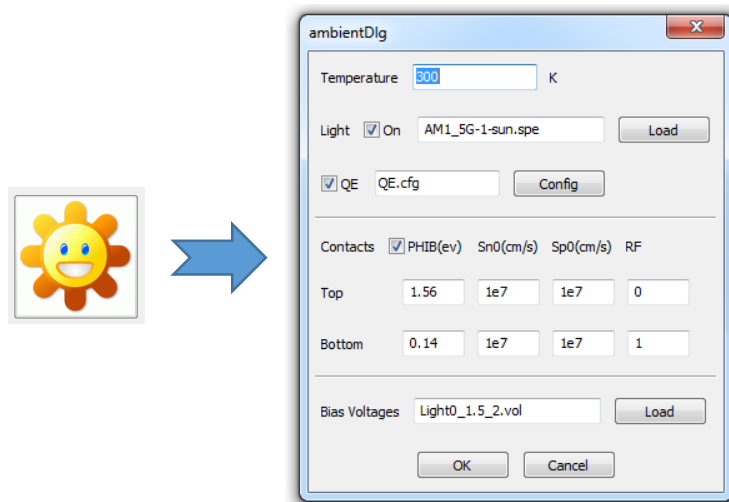 ambientDlg
Temperature 300 K
Light On AM1_5G-1-sun.spe Load
QE QE.cfg Config
Contacts PHIB(ev) Sn0(cm/s) Sp0(cm/s) RF
Top 1.56 1e7 1e7 0
Bottom 0.14 1e7 1e7 1
Bias Voltages Light0_1.5_2.vol Load
OK Cancel